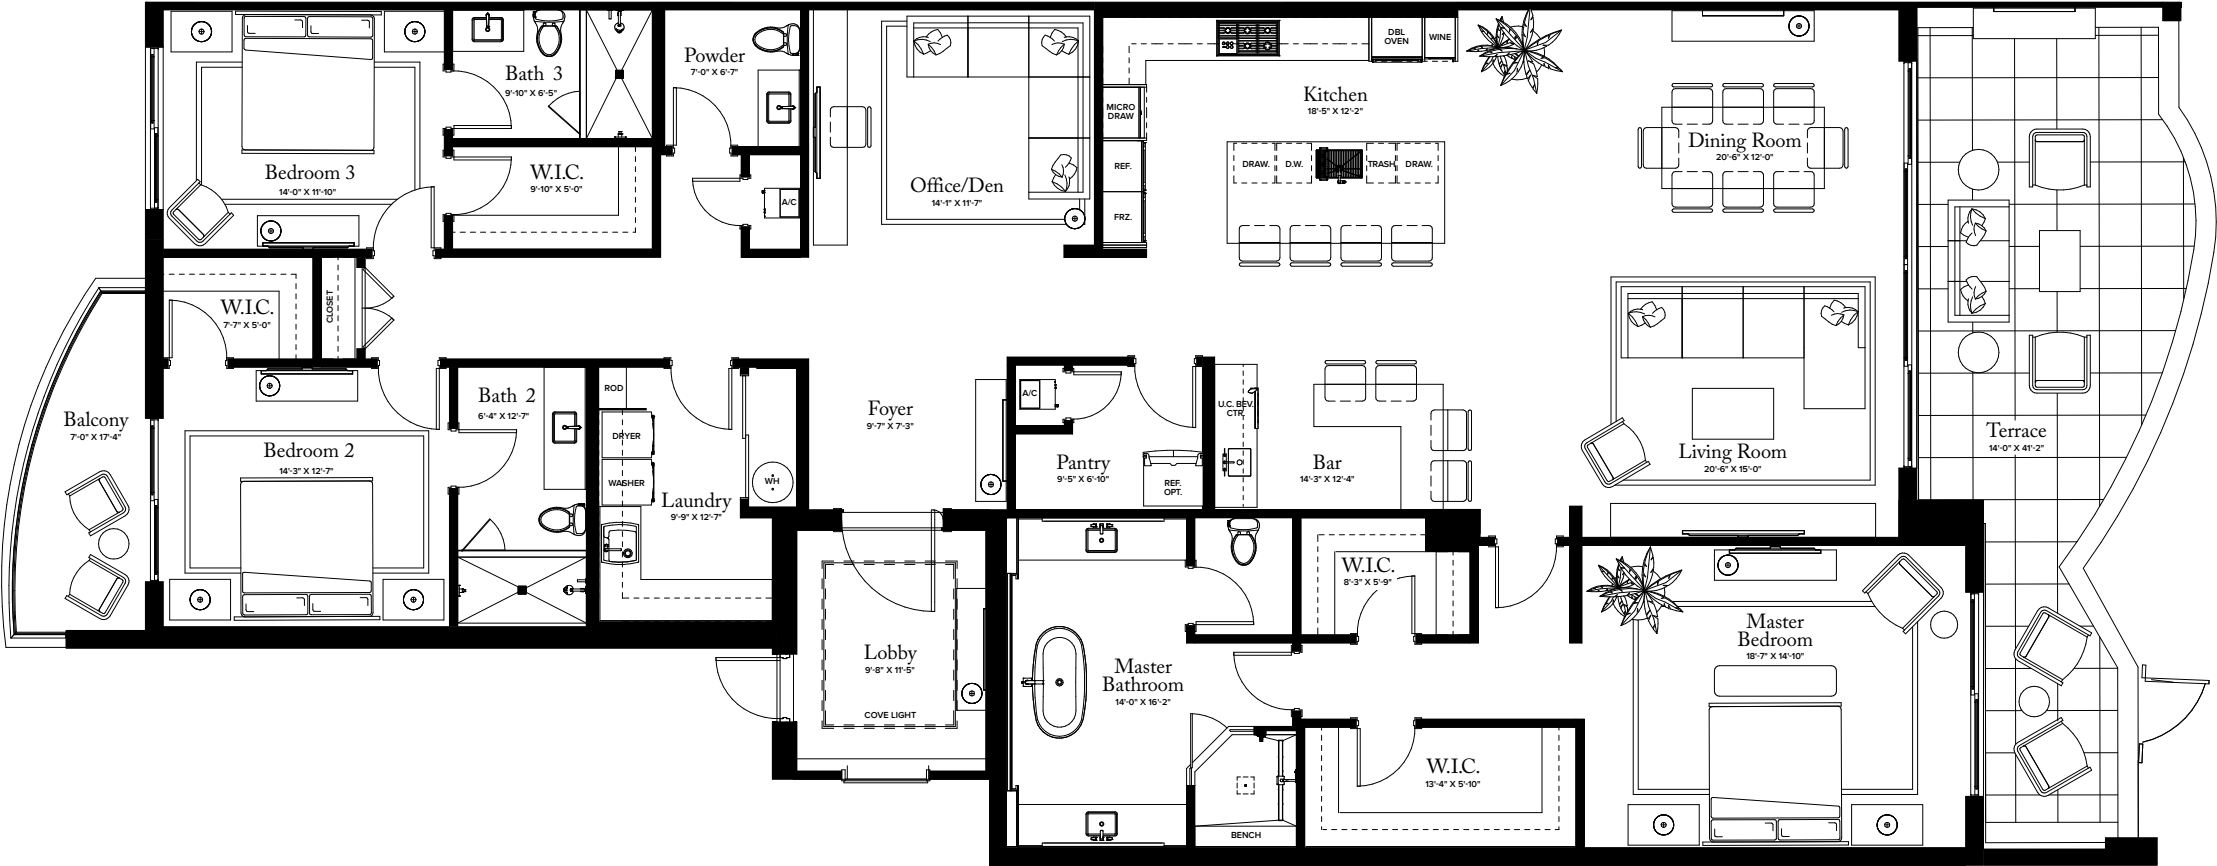 Bedroom 3
14'-0" X 11'-10"
Bath 3
9'-10" X 6'-5"
W.I.C.
9'-10" X 5'-0"
Powder
7'-0" X 6'-7"
A/C
Office/Den
14'-1" X 11'-7"
DBL
OVEN
WINE
MICRO
DRAW
REF.
FRZ.
Kitchen
18'-5" X 12'-2"
DRAW.
D.W.
TRASH
DRAW.
Dining Room
20'-6" X 12'-0"
W.I.C.
7'-7" X 5'-0"
CLOSET
Balcony
7'-0" X 17'-4"
Bedroom 2
14'-3" X 12'-7"
Bath 2
6'-4" X 12'-7"
ROD
DRYER
WASHER
Laundry
9'-9" X 12'-7"
WH
Foyer
9'-7" X 7'-3"
A/C
Pantry
9'-5" X 6'-10"
REF.
OPT.
U.C. BEV.
CTR.
Bar
14'-3" X 12'-4"
Living Room
20'-6" X 15'-0"
Terrace
14'-0" X 41'-2"
Lobby
9'-8" X 11'-5"
COVE LIGHT
Master
Bathroom
14'-0" X 16'-2"
W.I.C.
8'-3" X 5'-9"
W.I.C.
13'-4" X 5'-10"
BENCH
Master
Bedroom
18'-7" X 14'-10"